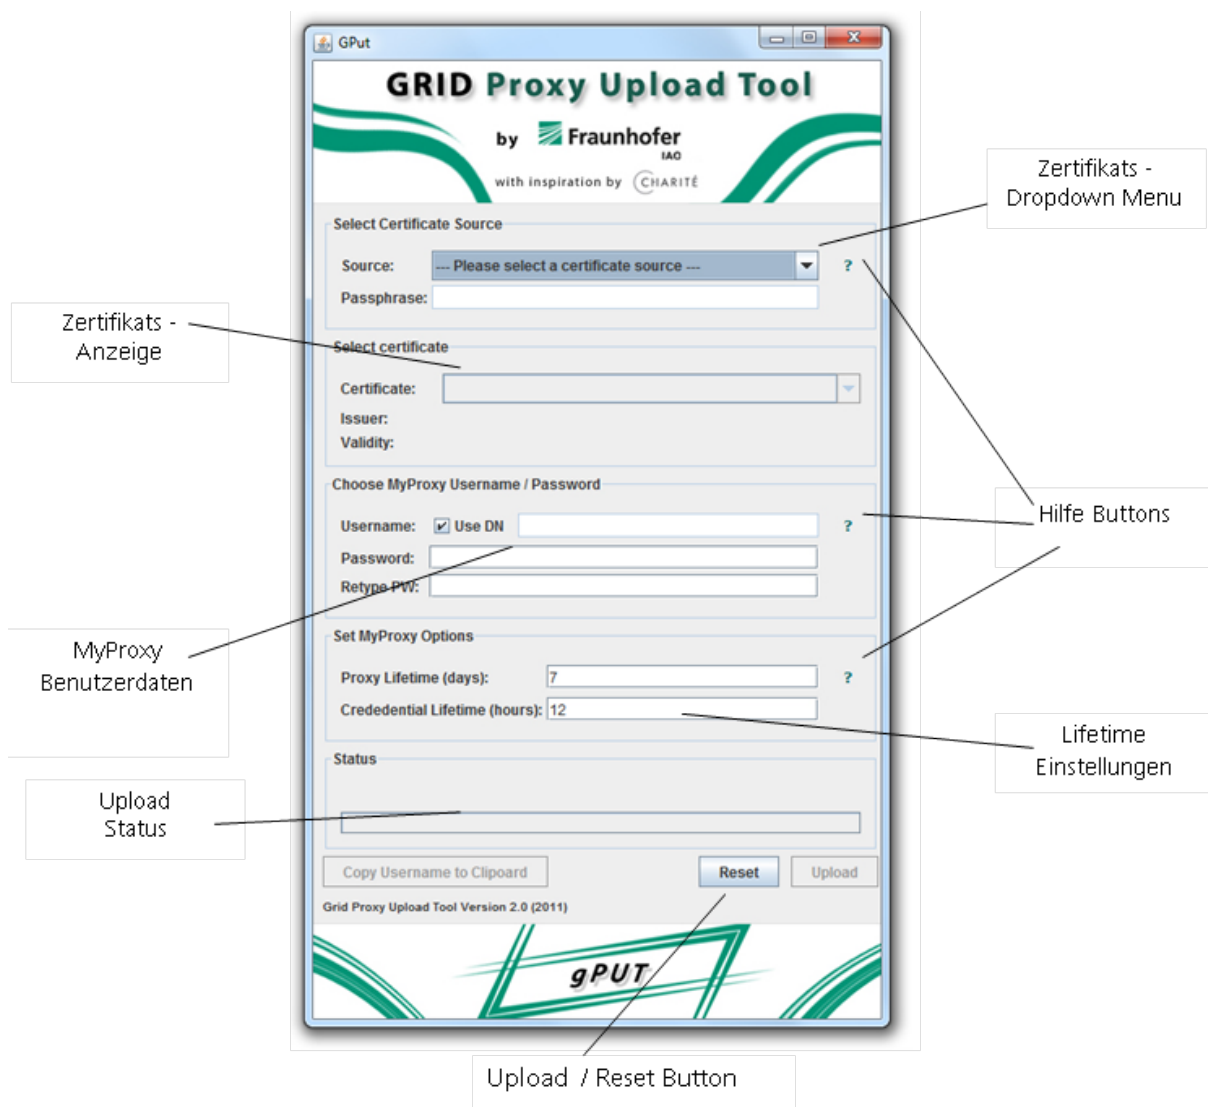 GPut
GRID Proxy Upload Tool
by Fraunhofer
IAO
with inspiration by CHARITÉ
Zertifikats -
Dropdown Menu
Select Certificate Source
Source: --- Please select a certificate source --- ?
Passphrase:
Zertifikats -
Anzeige
Select certificate
Certificate:
Issuer:
Validity:
Choose MyProxy Username / Password
Hilfe Buttons
Username: Use DN ?
Password:
Retype PW:
MyProxy
Benutzerdaten
Set MyProxy Options
Proxy Lifetime (days): 7 ?
Crededential Lifetime (hours): 12
Lifetime
Einstellungen
Status
Upload
Status
Copy Username to Clipoard Reset Upload
Grid Proxy Upload Tool Version 2.0 (2011)
gPUT
Upload / Reset Button